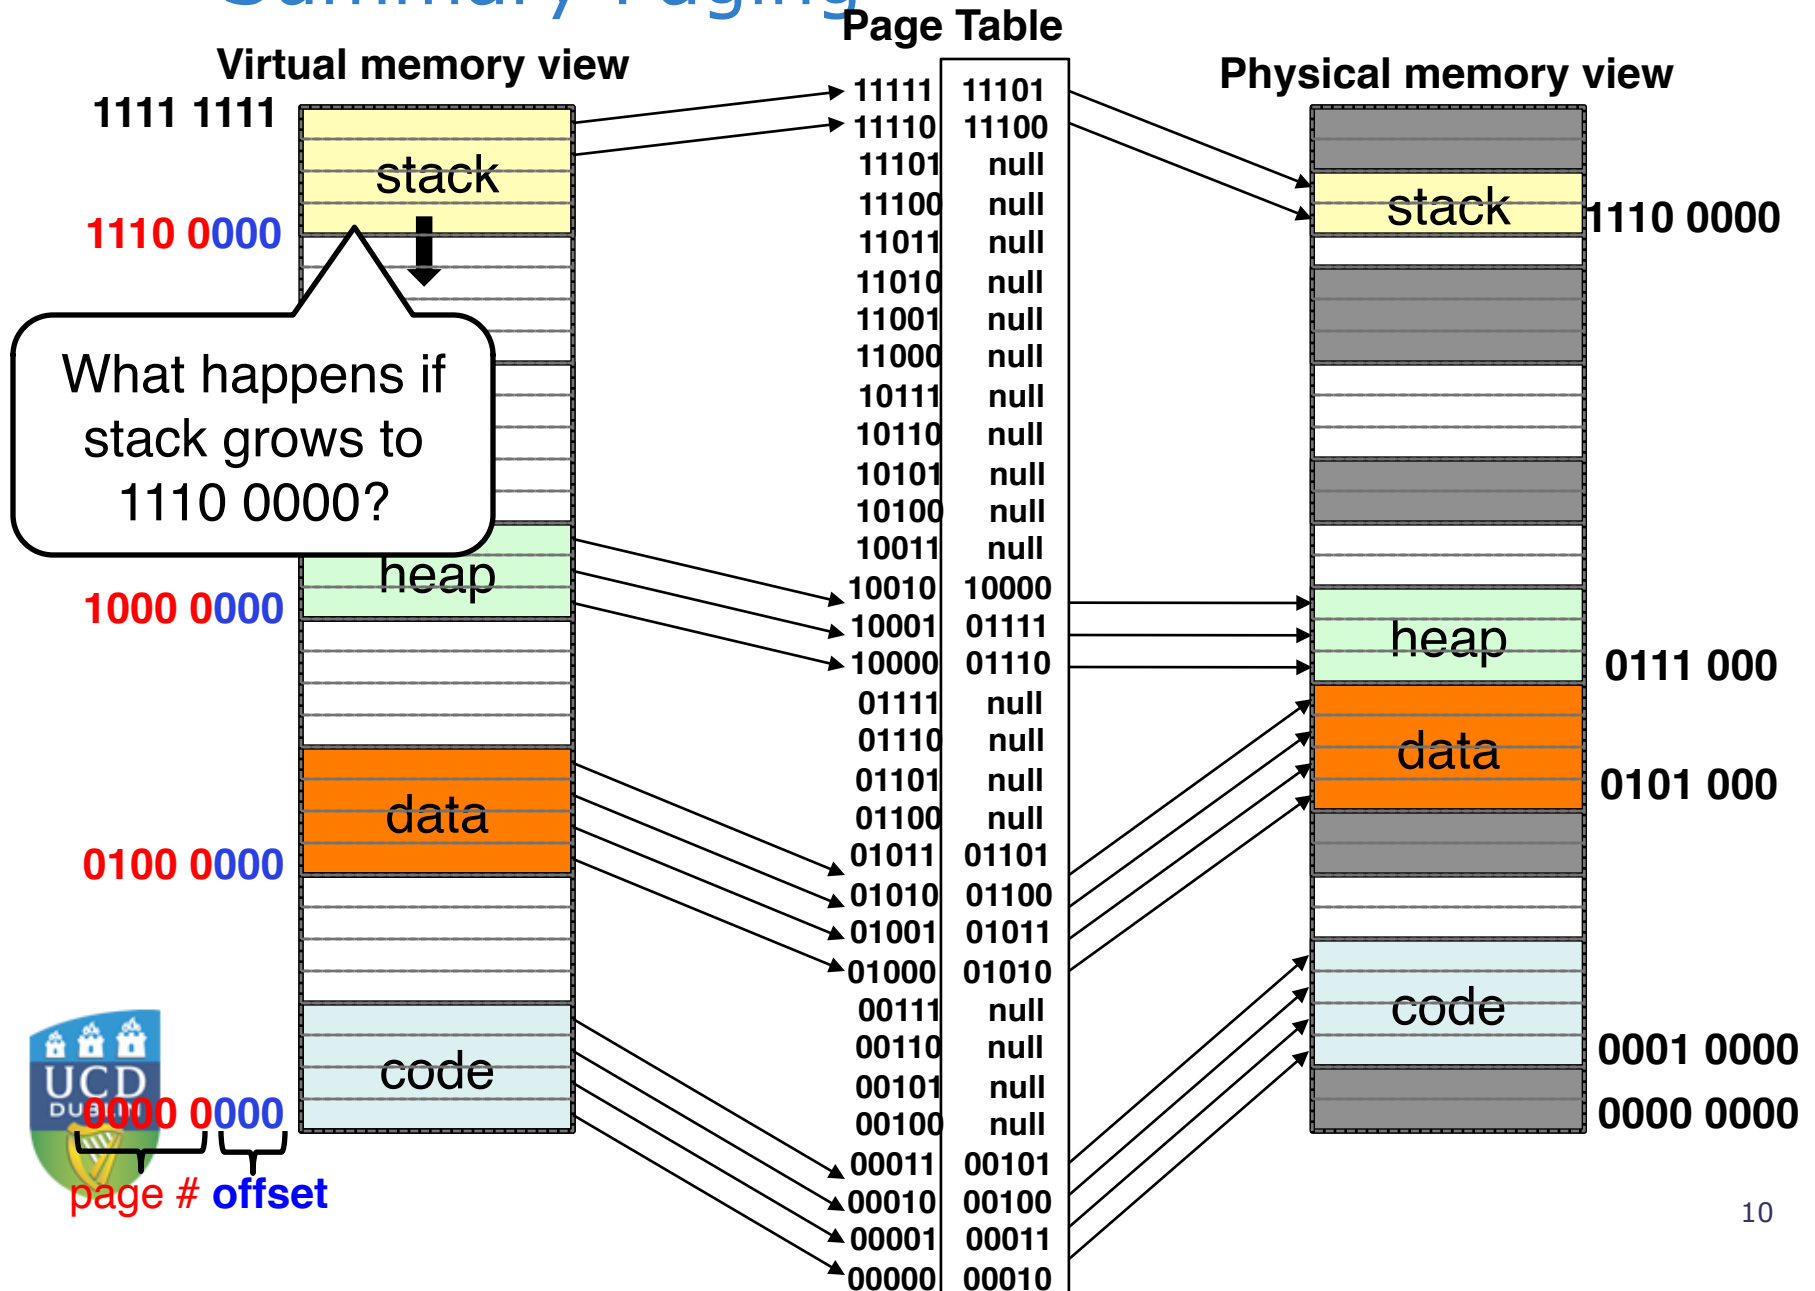 Summary Paging
Page Table
Virtual memory view
Physical memory view
1111 1111
stack
1110 0000
What happens if
stack grows to
1110 0000?
heap
1000 0000
data
0100 0000
code
UCD
DUBLIN
0000 0000
page # offset
11111 11101
11110 11100
11101 null
11100 null
11011 null
11010 null
11001 null
11000 null
10111 null
10110 null
10101 null
10100 null
10011 null
10010 10000
10001 01111
10000 01110
01111 null
01110 null
01101 null
01100 null
01011 01101
01010 01100
01001 01011
01000 01010
00111 null
00110 null
00101 null
00100 null
00011 00101
00010 00100
00001 00011
00000 00010
stack
1110 0000
heap
0111 000
data
0101 000
code
0001 0000
0000 0000
10